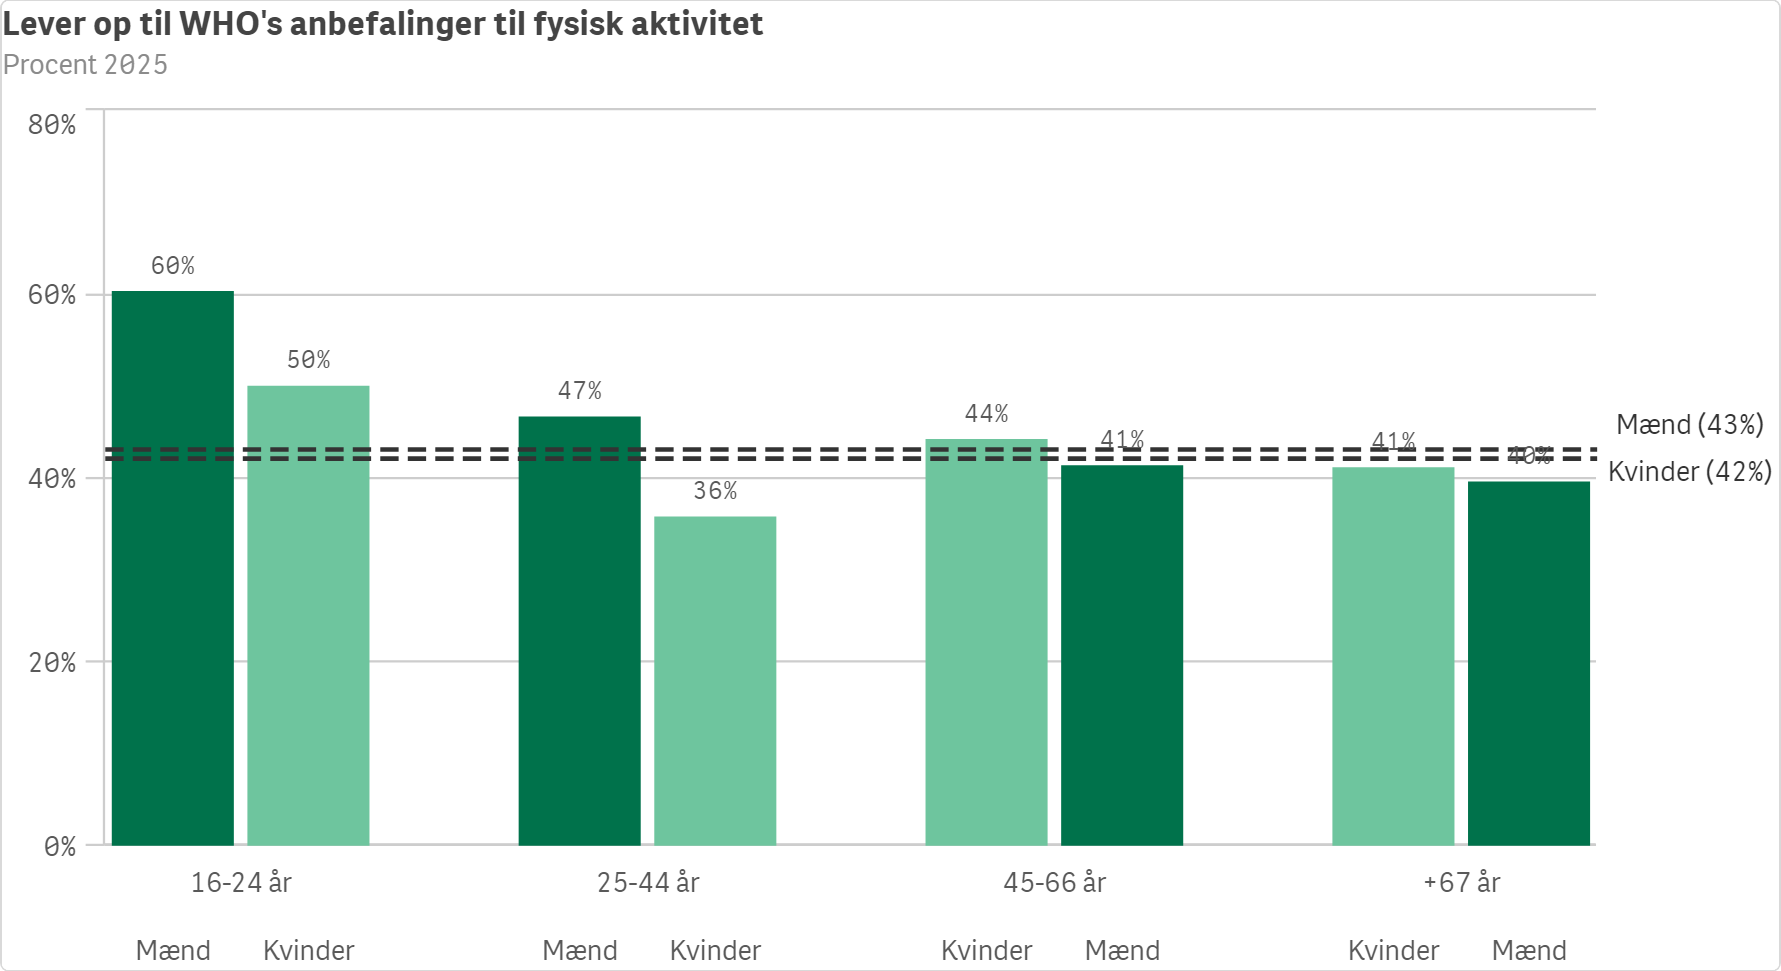 Lever op til WHO's anbefalinger til fysisk aktivitet
Procent 2025
80%
60%
40%
20%
0%
60%
50%
47%
36%
44%
41%
41%
40%
Mænd (43%)
Kvinder (42%)
16-24 år
25-44 år
45-66 år
+67 år
Mænd Kvinder Mænd Kvinder Kvinder Mænd Kvinder Mænd